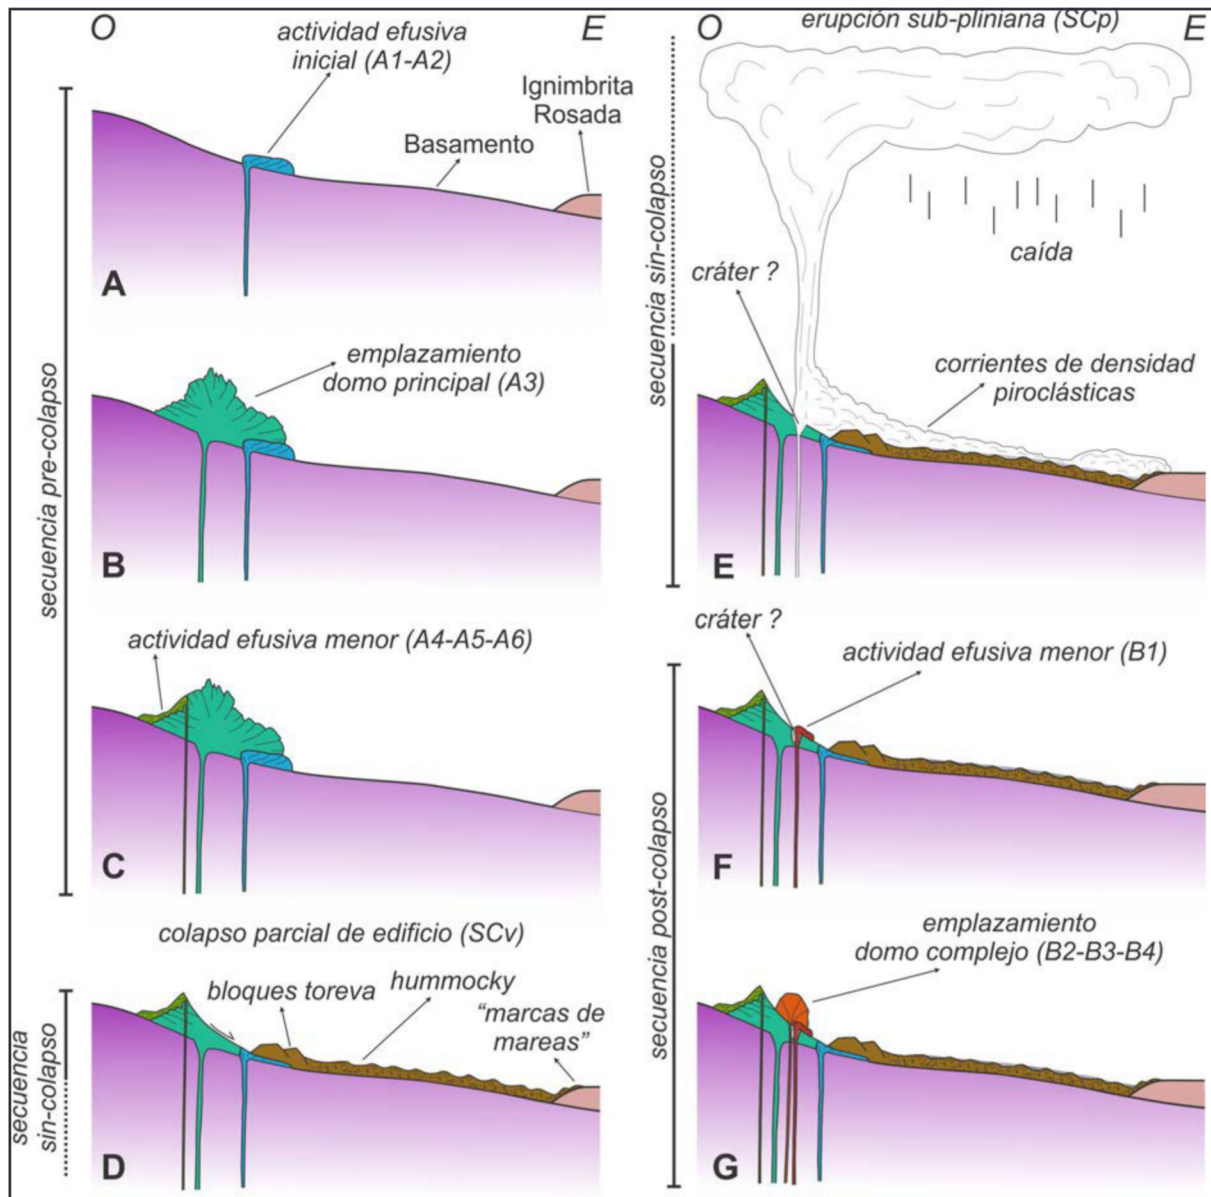 O
E
actividad efusiva
inicial (A1-A2)
Ignimbrita
Rosada
Basamento
A
secuencia pre-colapso
emplazamiento
domo principal (A3)
B
actividad efusiva menor (A4-A5-A6)
C
colapso parcial de edificio (SCv)
bloques toreva
hummocky
“marcas de
mareas”
secuencia
sin-colapso
D
O
erupción sub-pliniana (SCp)
E
secuencia sin-colapso
caída
cráter ?
corrientes de densidad
piroclásticas
E
cráter ?
actividad efusiva menor (B1)
F
secuencia post-colapso
emplazamiento
domo complejo (B2-B3-B4)
G